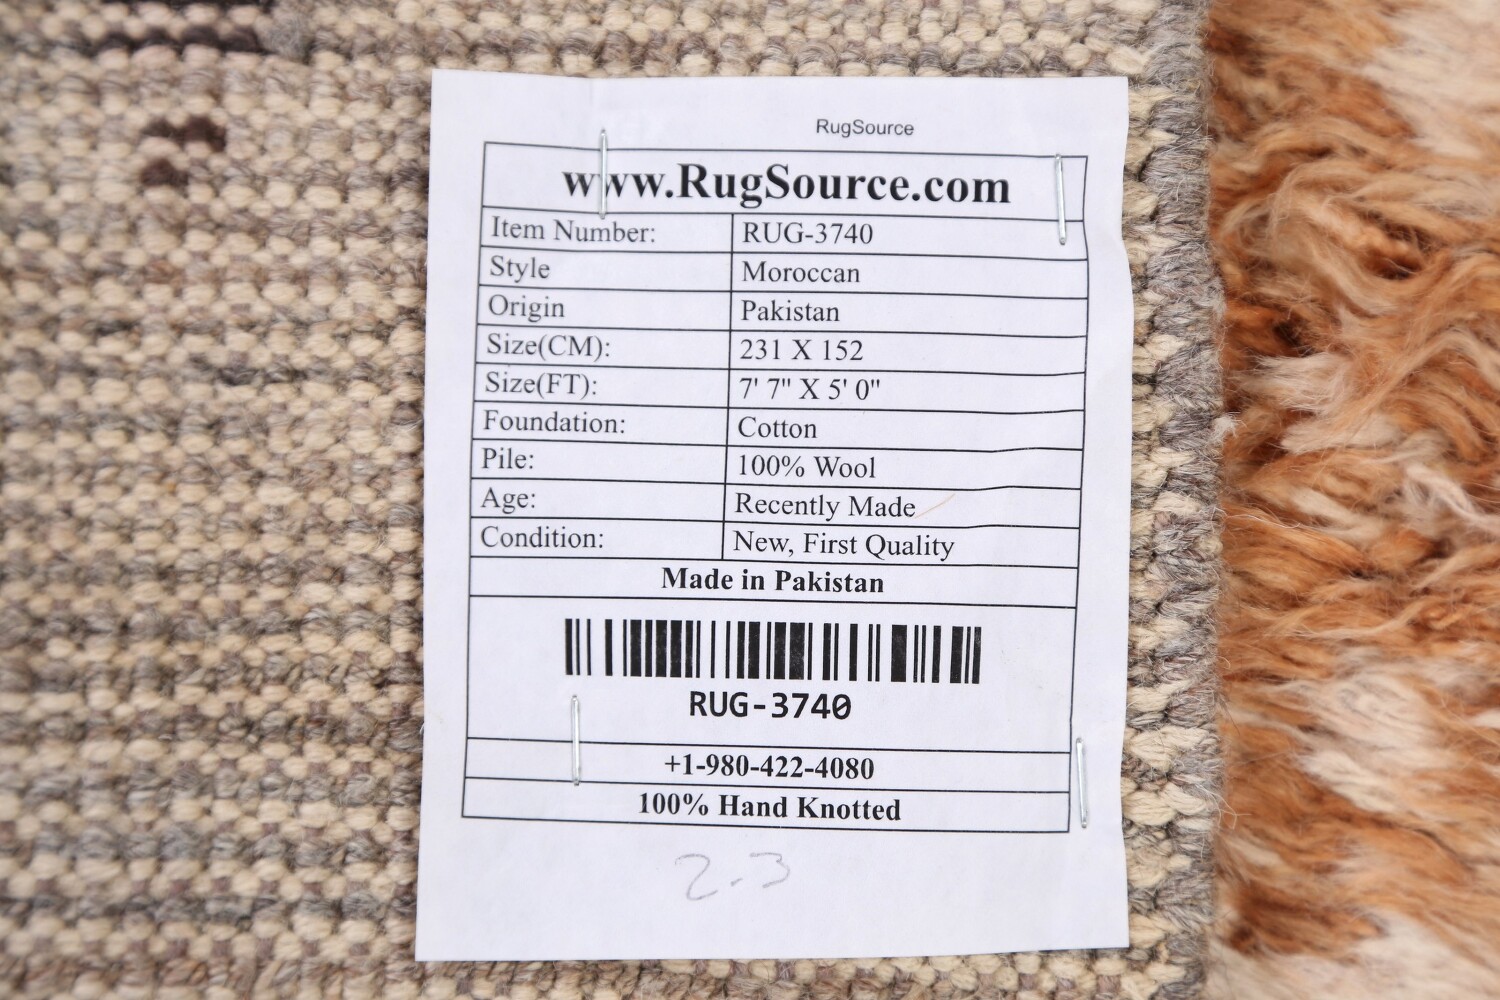 RugSource
www.RugSource.com
Item Number: RUG-3740
Style Moroccan
Origin Pakistan
Size(CM): 231 X 152
Size(FT): 7' 7" X 5' 0"
Foundation: Cotton
Pile: 100% Wool
Age: Recently Made
Condition: New, First Quality
Made in Pakistan
RUG-3740
+1-980-422-4080
100% Hand Knotted
2.3